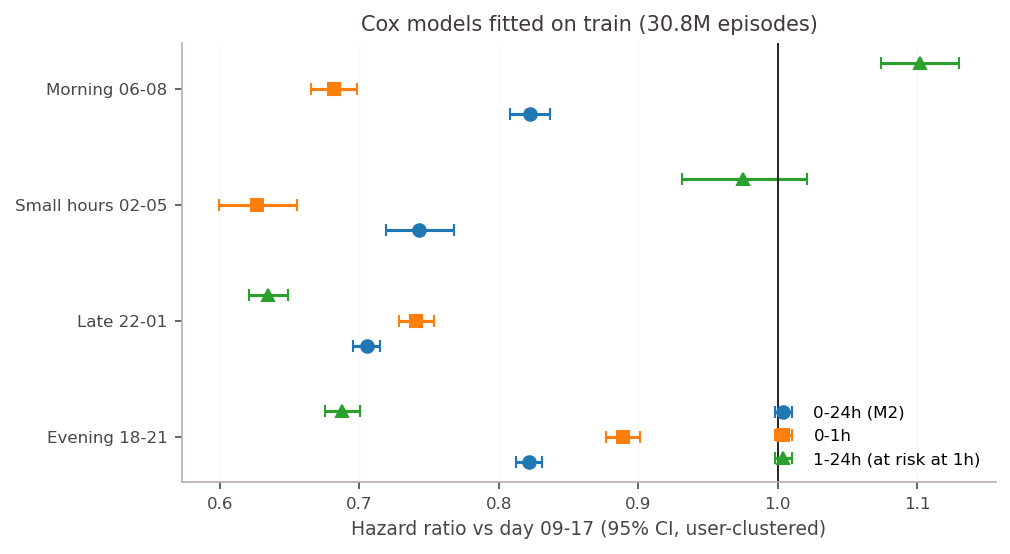 Cox models fitted on train (30.8M episodes)
Morning 06-08
Small hours 02-05
Late 22-01
Evening 18-21
0-24h (M2)
0-1h
1-24h (at risk at 1h)
0.6 0.7 0.8 0.9 1.0 1.1
Hazard ratio vs day 09-17 (95% CI, user-clustered)